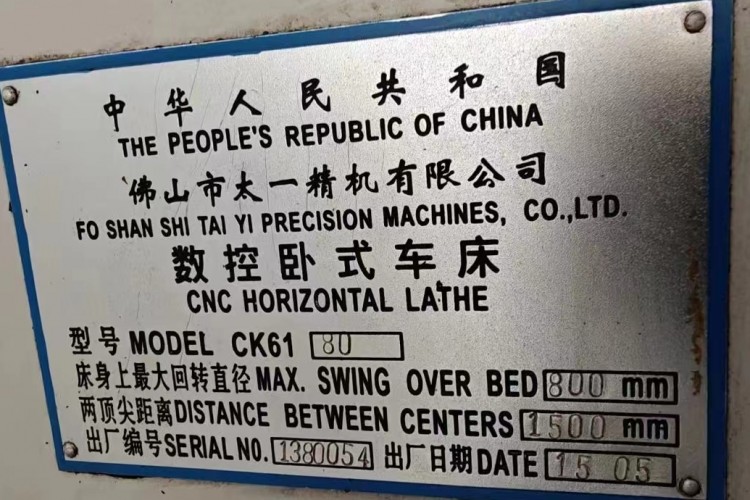 中华人民共和国
THE PEOPLE'S REPUBLIC OF CHINA
佛山市太一精机有限公司
FO SHAN SHI TAI YI PRECISION MACHINES, CO.,LTD.
数控卧式车床
CNC HORIZONTAL LATHE
型号 MODEL CK61 80
床身上最大回转直径 MAX. SWING OVER BED 800 mm
两顶尖距离 DISTANCE BETWEEN CENTERS 1500 mm
出厂编号 SERIAL NO. 1380054 出厂日期 DATE 15 05